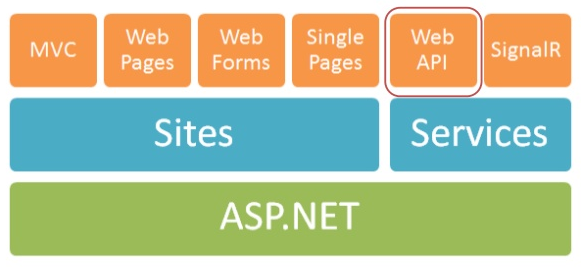 MVC
Web
Pages
Web
Forms
Single
Pages
Web
API
SignalR
Sites
Services
ASP.NET